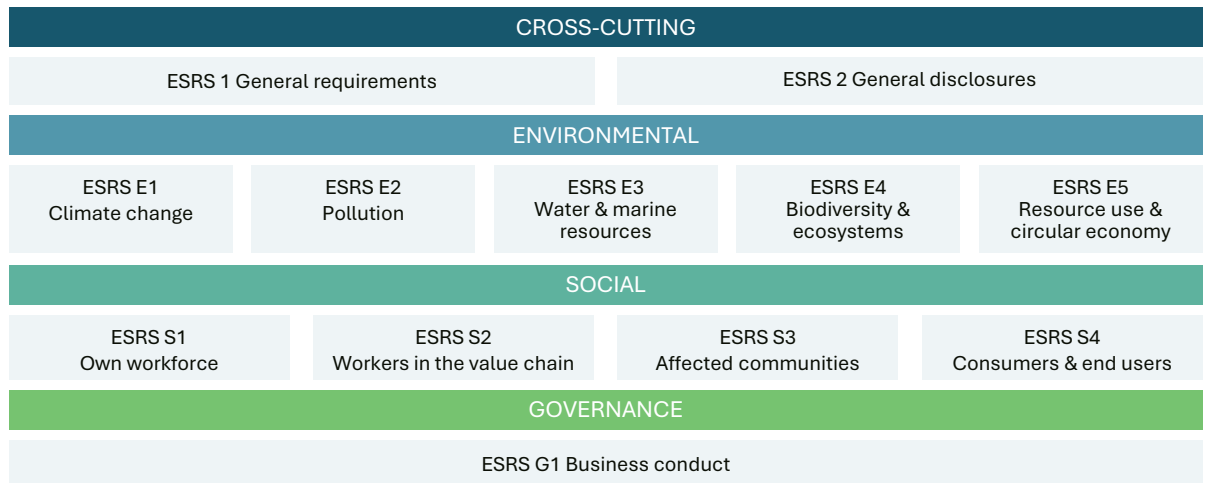 CROSS-CUTTING
ESRS 1 General requirements
ESRS 2 General disclosures
ENVIRONMENTAL
ESRS E1
Climate change
ESRS E2
Pollution
ESRS E3
Water & marine
resources
ESRS E4
Biodiversity &
ecosystems
ESRS E5
Resource use &
circular economy
SOCIAL
ESRS S1
Own workforce
ESRS S2
Workers in the value chain
ESRS S3
Affected communities
ESRS S4
Consumers & end users
GOVERNANCE
ESRS G1 Business conduct